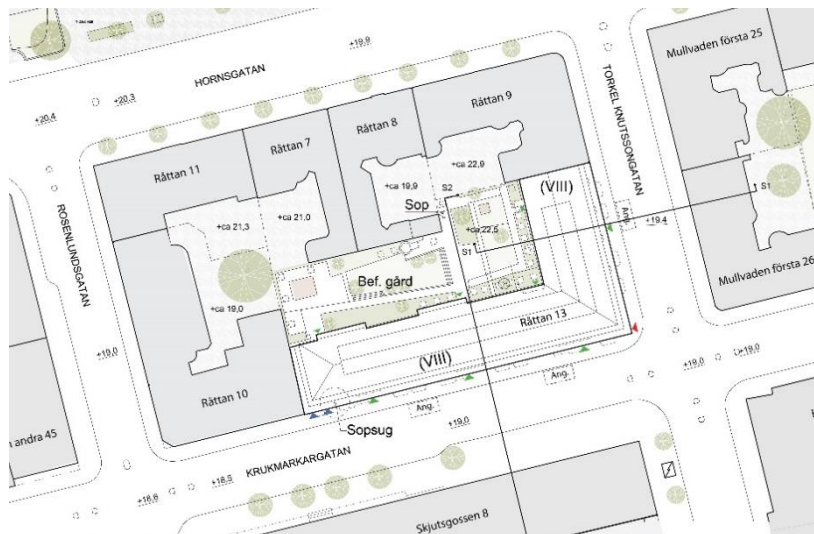 +19,9
HORNSGATAN
+20,3
+20,4
Mullvaden första 25
TORKEL KNUTSSONGATAN
Råttan 9
Råttan 8
Råttan 7
Råttan 11
+ca 22,9
+ca 19,9
S2
(VIII)
S1
Sop
Ang.
+19,4
+ca 21,0
+ca 21,3
+ca 22,5
S1
ROSENLUNDSGATAN
Bef. gård
Mullvaden första 26
+ca 19,0
Råttan 13
+19,0
(VIII)
+19,0
+19,0
Råttan 10
Ang.
Ang.
Sopsug
+19,0
n andra 45
KRUKMARKARGATAN
+18,5
+18,6
Skjutsgossen 8